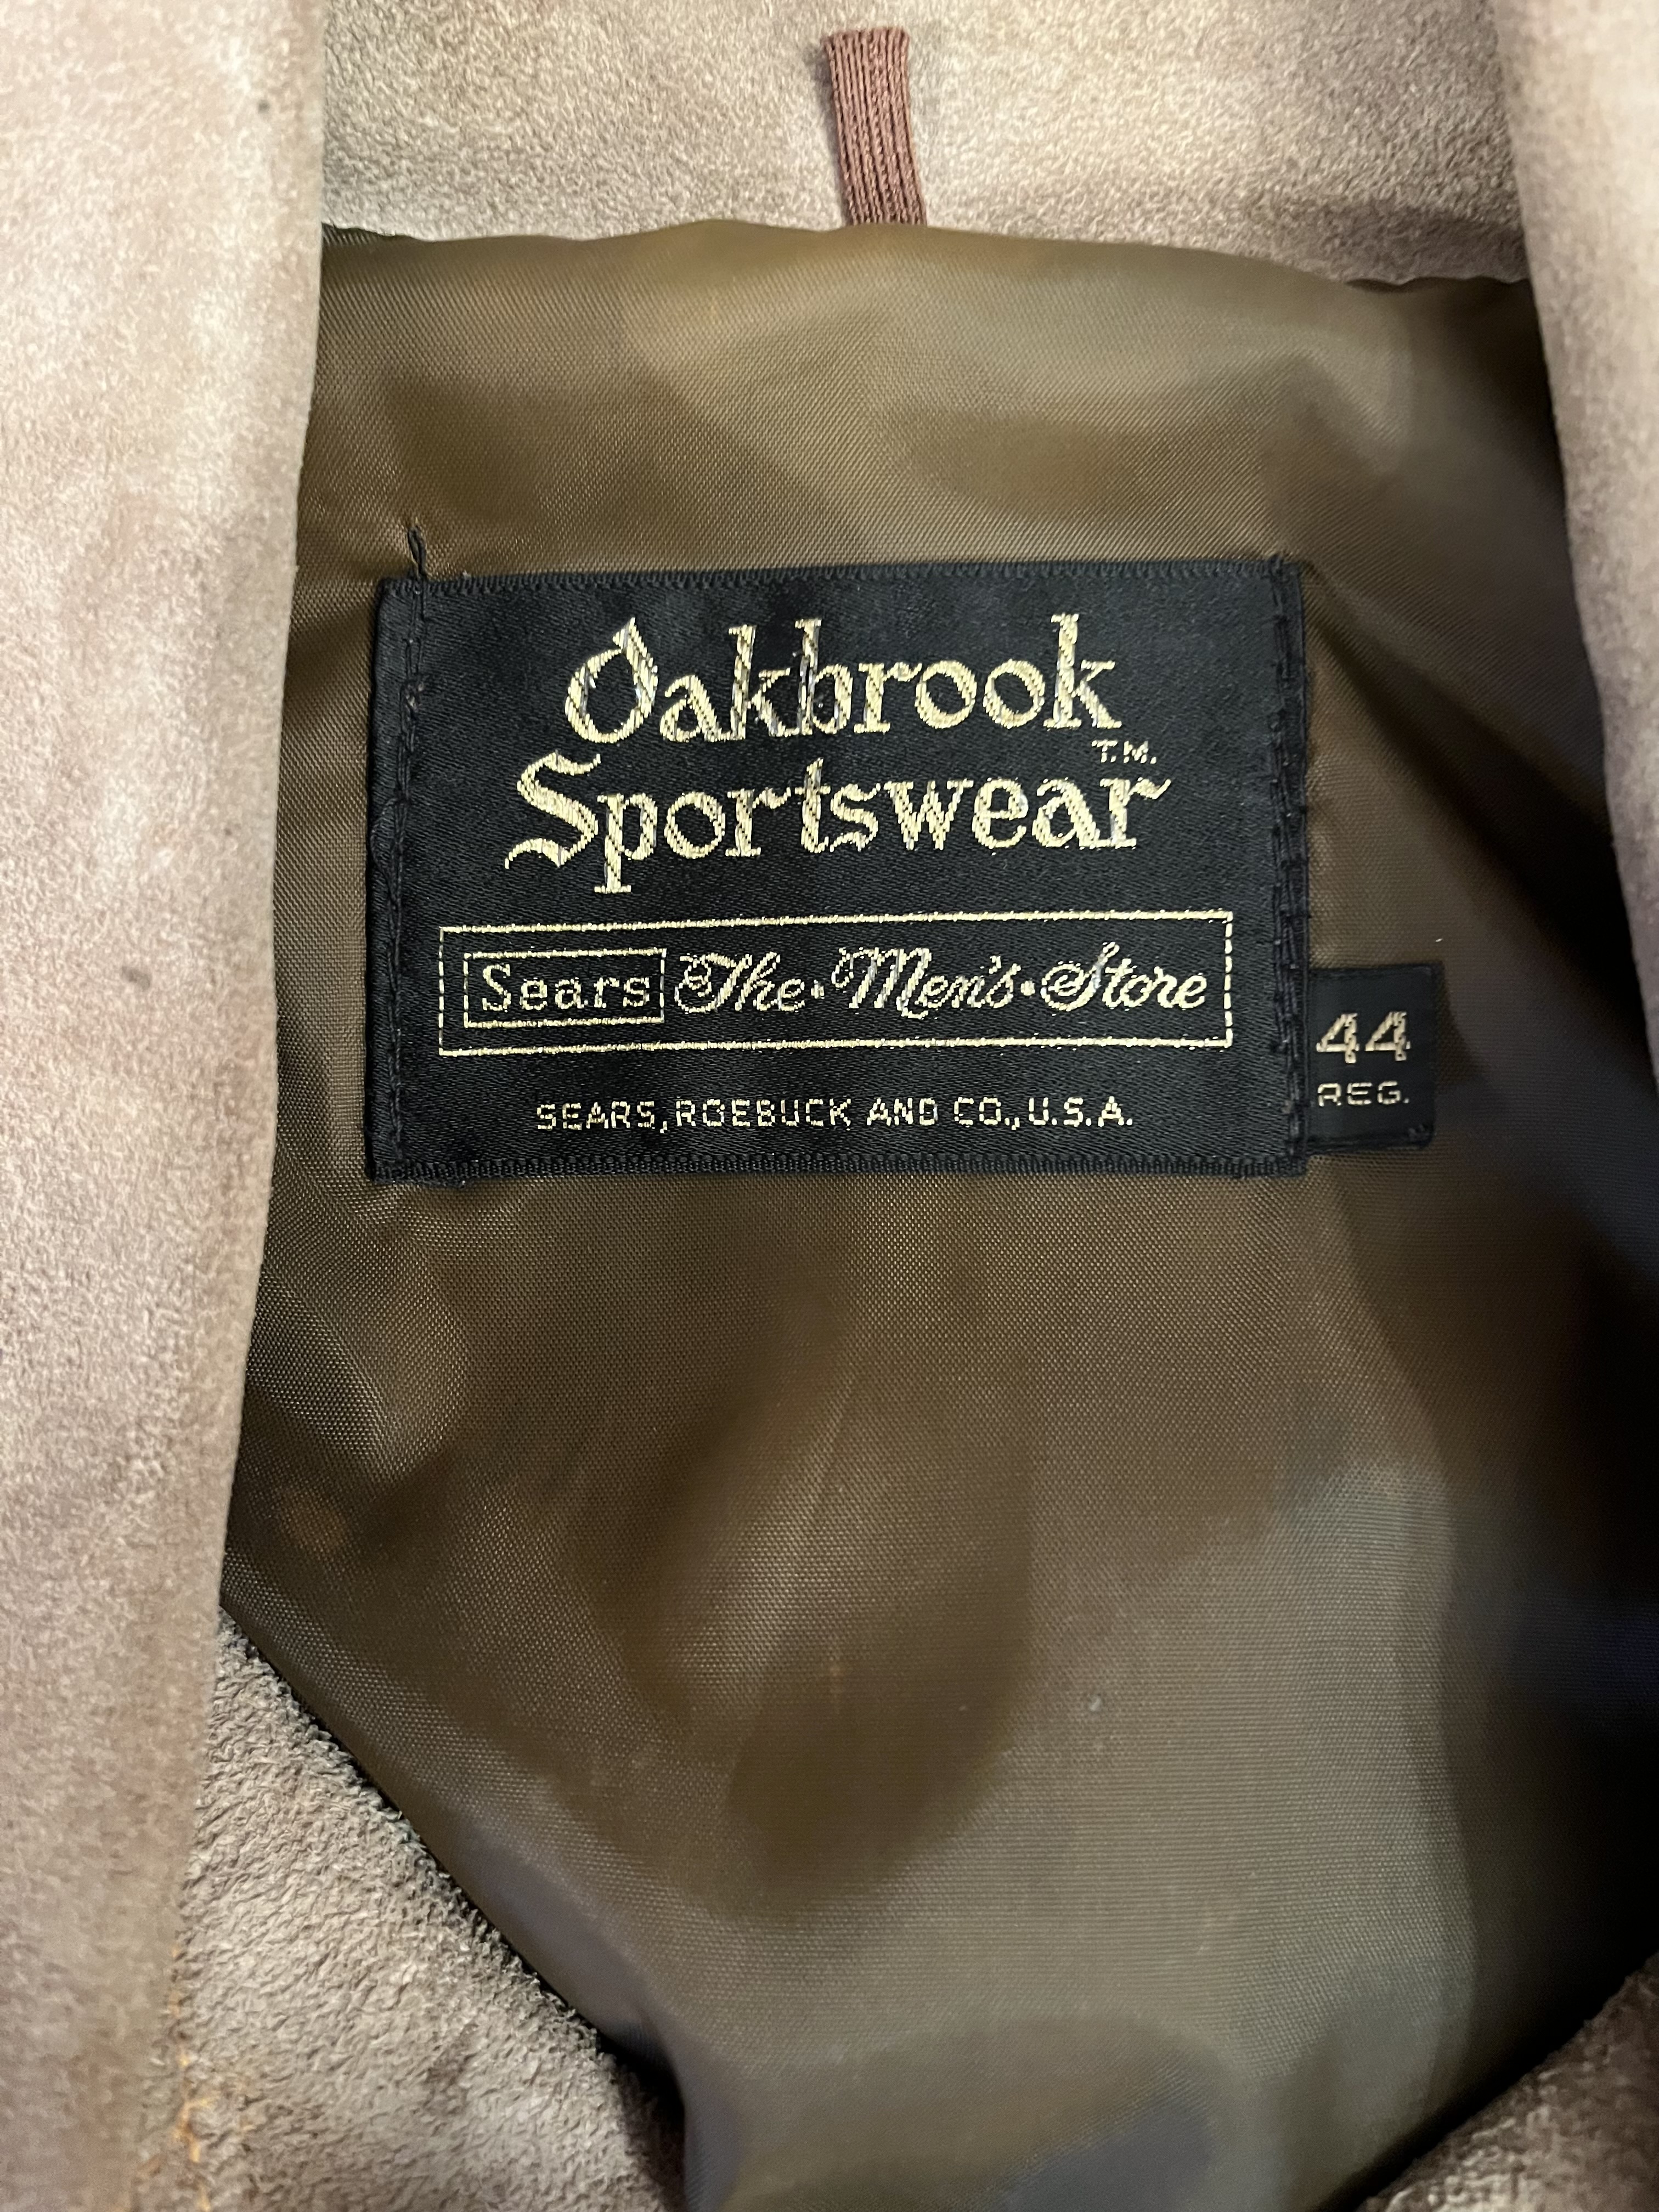 Oakbrook
T.M.
Sportswear
Sears The•Men's•Store
SEARS, ROEBUCK AND CO., U.S.A.
44
REG.